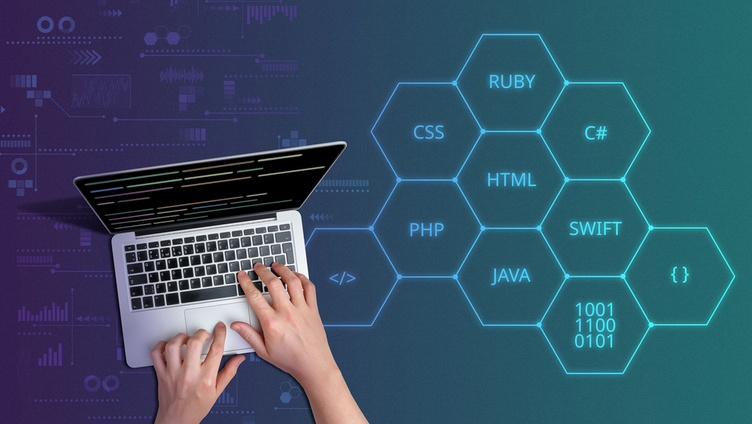 RUBY
CSS
C#
HTML
PHP
SWIFT
</>
JAVA
{ }
1001
1100
0101